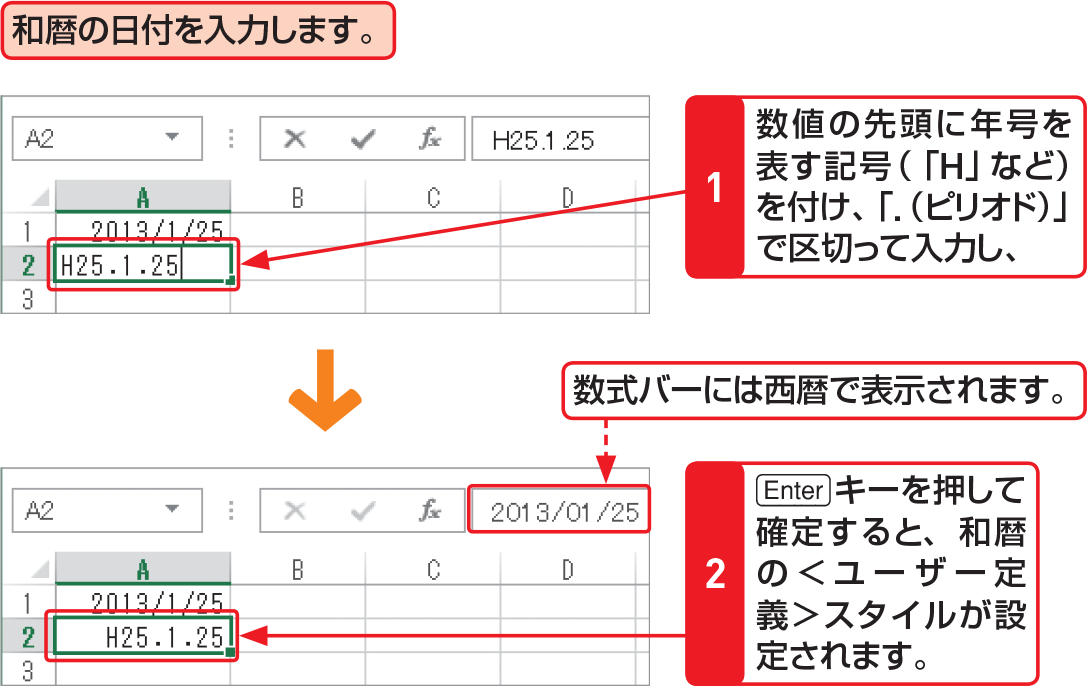 和暦の日付を入力します。
A2 H25.1.25
A B C D
1 2013/1/25
2 H25.1.25
3
1
数値の先頭に年号を
表す記号(「H」など)
を付け、「.(ピリオド)」
で区切って入力し、
数式バーには西暦で表示されます。
A2 fx 2013/01/25
A B C D
1 2013/1/25
2 H25.1.25
3
2
Enterキーを押して
確定すると、和暦
の<ユーザー定
義>スタイルが設
定されます。